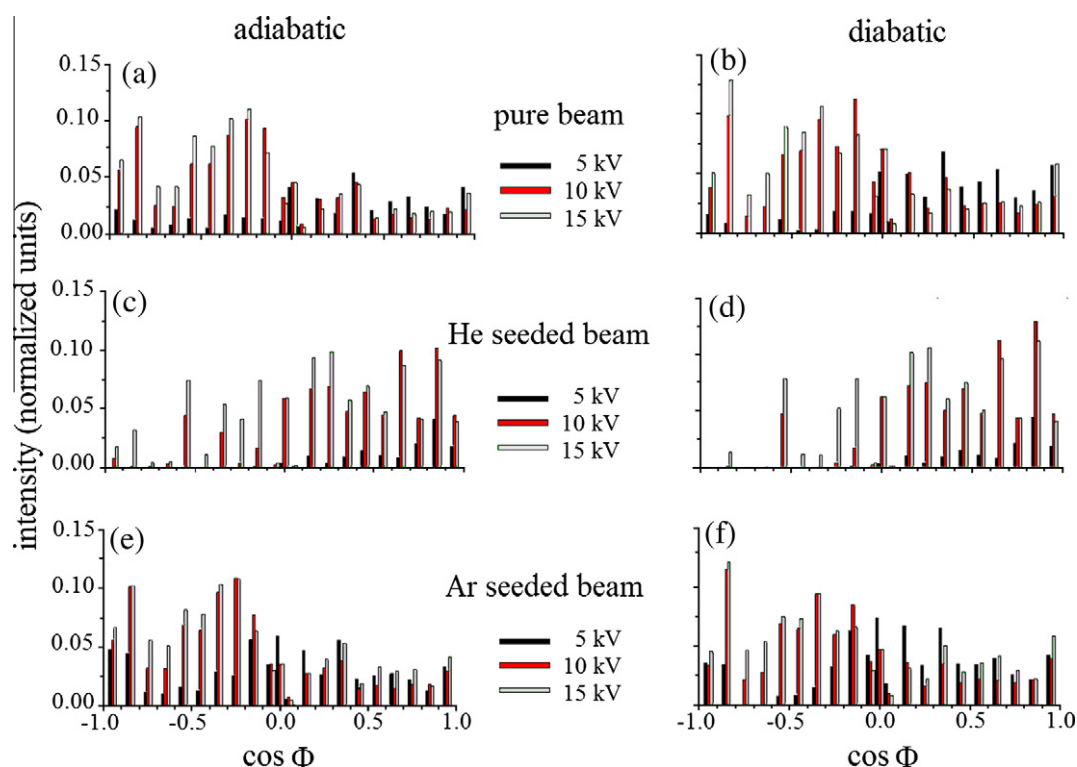 adiabatic
diabatic
intensity (normalized units)
0.15
0.10
0.05
0.00
(a)
pure beam
5 kV
10 kV
15 kV
(b)
0.15
0.10
0.05
0.00
(c)
He seeded beam
5 kV
10 kV
15 kV
(d)
0.15
0.10
0.05
0.00
(e)
Ar seeded beam
5 kV
10 kV
15 kV
(f)
-1.0 -0.5 0.0 0.5 1.0
-1.0 -0.5 0.0 0.5 1.0
cos Φ
cos Φ